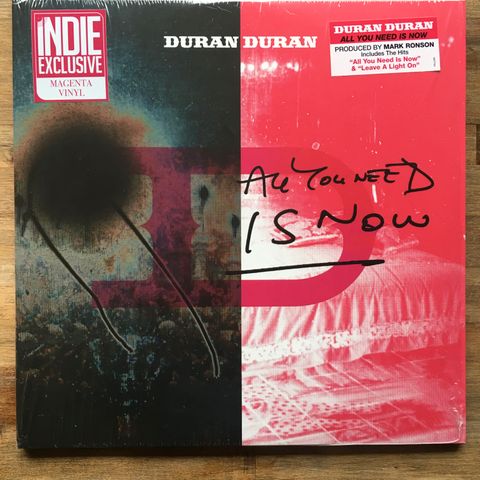 INDIE
EXCLUSIVE
MAGENTA
VINYL
DURAN DURAN
DURAN DURAN
ALL YOU NEED IS NOW
PRODUCED BY MARK RONSON
Includes The Hits
"All You Need Is Now"
& "Leave A Light On"
ALL YOU NEED
IS NOW